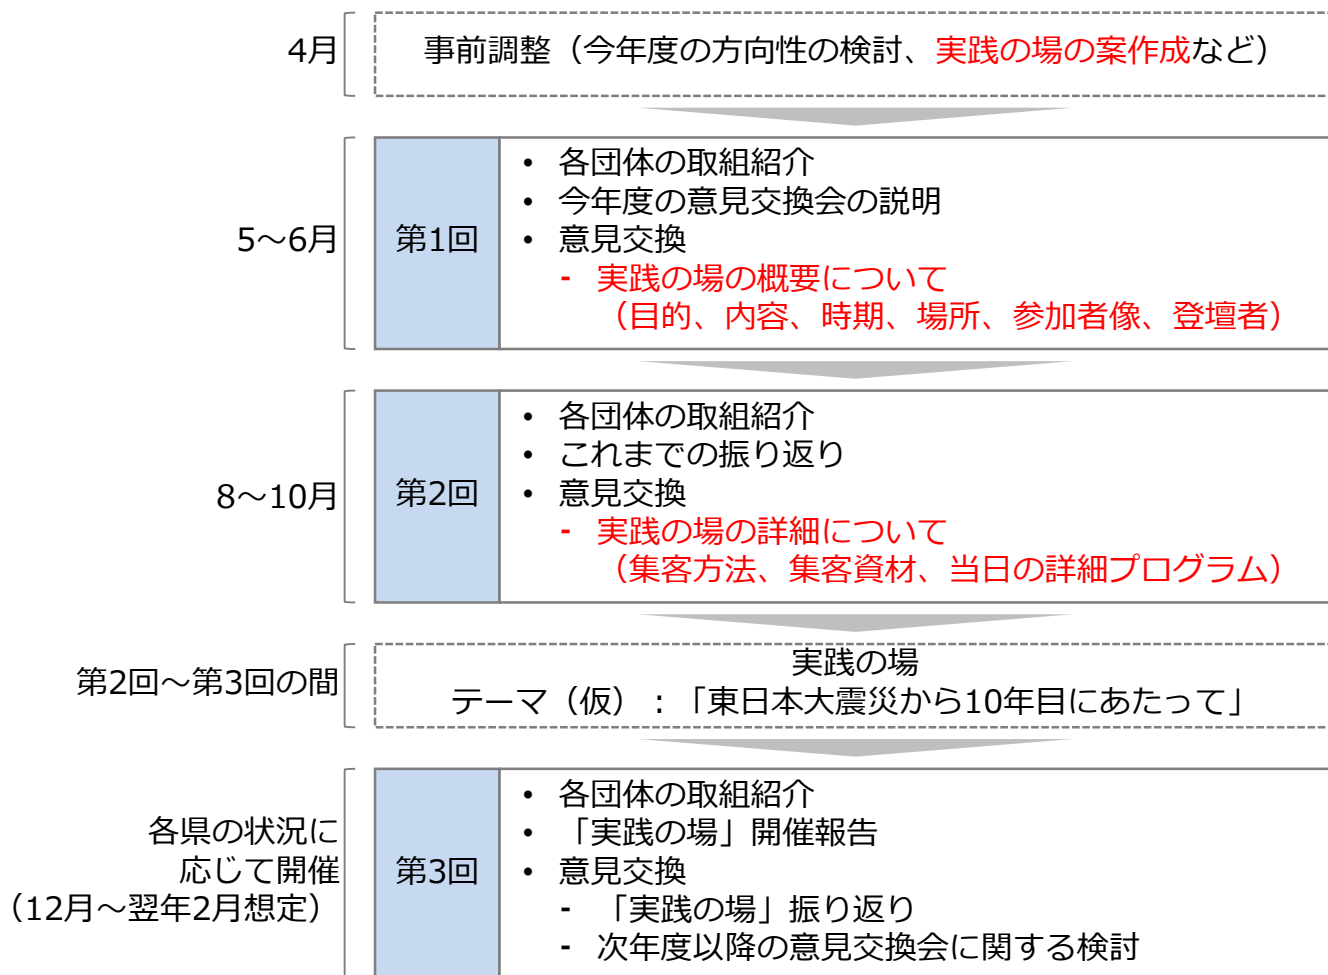 4月
事前調整（今年度の方向性の検討、実践の場の案作成など）
5～6月
第1回
• 各団体の取組紹介
• 今年度の意見交換会の説明
• 意見交換
- 実践の場の概要について
（目的、内容、時期、場所、参加者像、登壇者）
8～10月
第2回
• 各団体の取組紹介
• これまでの振り返り
• 意見交換
- 実践の場の詳細について
（集客方法、集客資材、当日の詳細プログラム）
第2回～第3回の間
実践の場
テーマ（仮）：「東日本大震災から10年目にあたって」
各県の状況に
応じて開催
（12月～翌年2月想定）
第3回
• 各団体の取組紹介
• 「実践の場」開催報告
• 意見交換
- 「実践の場」振り返り
- 次年度以降の意見交換会に関する検討